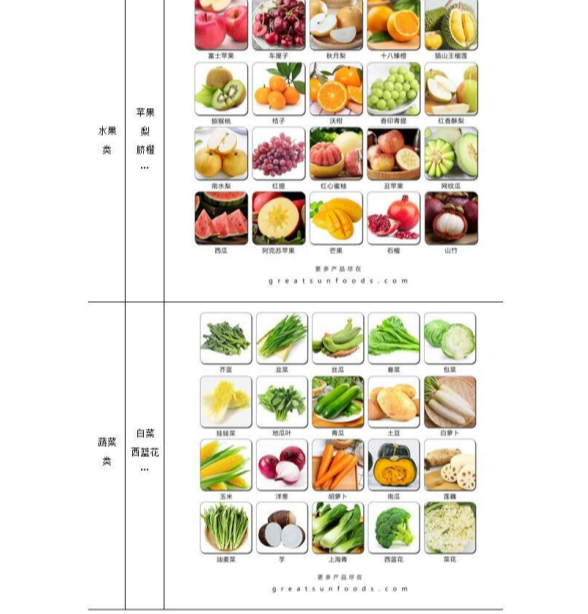 富士苹果 车厘子 秋月梨 十八臻橙 猫山王榴莲
猕猴桃 桔子 沃柑 香印青提 红香酥梨
水果
类
苹果
梨
脐橙
...
雨水梨 红提 红心蜜柚 丑苹果 网纹瓜
西瓜 阿克苏苹果 芒果 石榴 山竹
更多产品尽在
greatsunfoods.com
芥蓝 韭菜 丝瓜 春菜 包菜
娃娃菜 地瓜叶 青瓜 土豆 白萝卜
蔬菜
类
白菜
西蓝花
...
玉米 洋葱 胡萝卜 南瓜 莲藕
油麦菜 芋 上海青 西蓝花 菜花
更多产品尽在
greatsunfoods.com